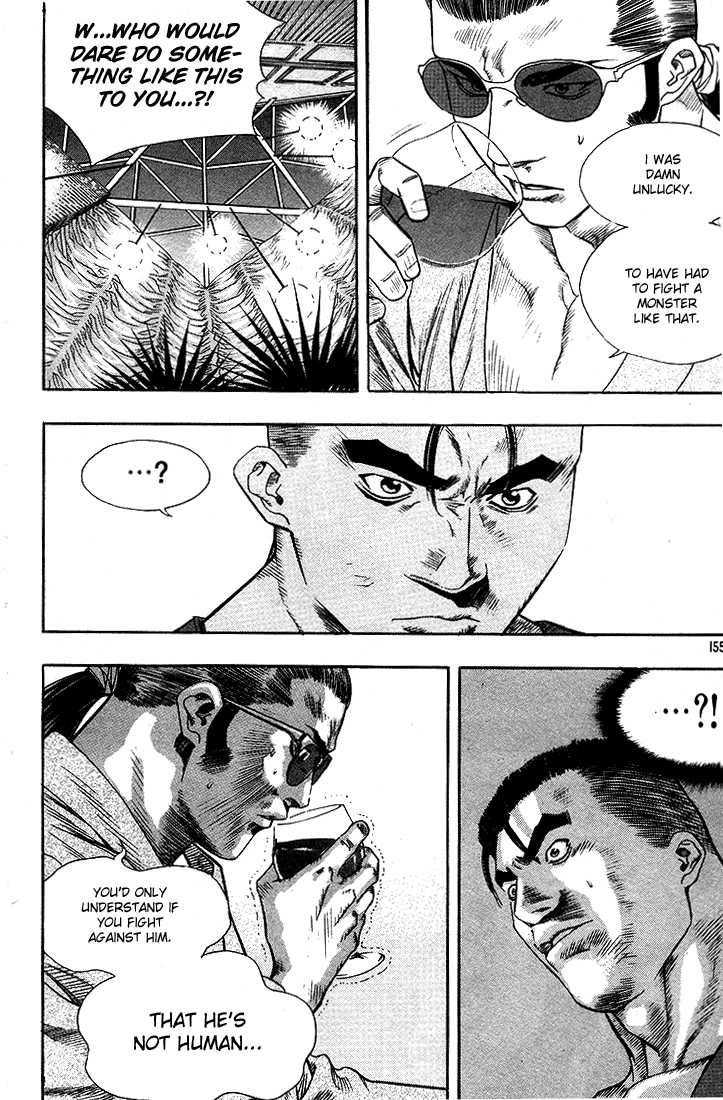 I WAS
DAMN
UNLUCKY.
TO HAVE HAD
TO FIGHT A
MONSTER
LIKE THAT.
W...WHO WOULD
DARE DO SOME-
THING LIKE THIS
TO YOU...?!
...?
155
...?!
YOU'D ONLY
UNDERSTAND IF
YOU FIGHT
AGAINST HIM.
THAT HE'S
NOT HUMAN...